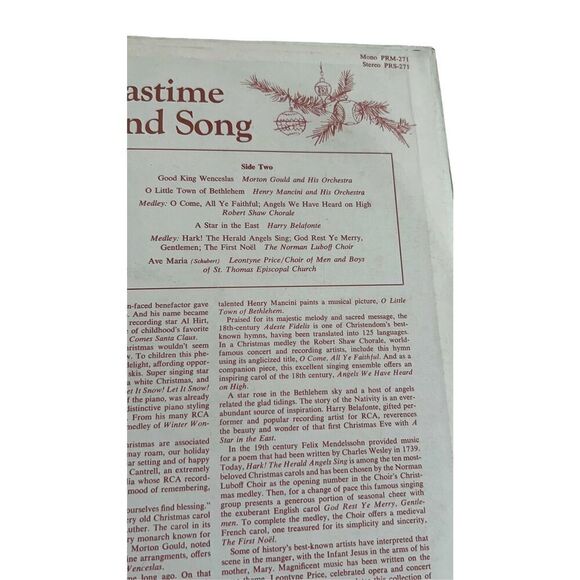 Mono PRM-271
Stereo PRS-271
astime
nd Song
Side Two
Good King Wenceslas Morton Gould and His Orchestra
O Little Town of Bethlehem Henry Mancini and His Orchestra
Medley: O Come, All Ye Faithful; Angels We Have Heard on High
Robert Shaw Chorale
A Star in the East Harry Belafonte
Medley: Hark! The Herald Angels Sing; God Rest Ye Merry,
Gentlemen; The First Noël The Norman Luboff Choir
Ave Maria (Schubert) Leontyne Price/Choir of Men and Boys
of St. Thomas Episcopal Church
n-faced benefactor gave
. And his name became
recording star Al Hirt,
of childhood's favorite
Comes Santa Claus.
hristmas wouldn't seem
w. To children this phe-
elight, affording oppor-
skis. Super singing star
a white Christmas, and
t It Snow! Let It Snow!
f the piano, was already
distinctive piano styling
From his many RCA
medley of Winter Won-
hristmas are associated
may roam, our holiday
ar setting and of happy
Cantrell, an extremely
lia whose RCA record-
mood of remembering,
ourselves find blessing."
ery old Christmas carol
uther. The carol in its
ry monarch known for
Morton Gould, noted
ine arrangements, offers
Wenceslas.
ne long ago. On that
talented Henry Mancini paints a musical picture, O Little
Town of Bethlehem.
Praised for its majestic melody and sacred message, the
18th-century Adeste Fidelis is one of Christendom's best-
known hymns, having been translated into 125 languages.
In a Christmas medley the Robert Shaw Chorale, world-
famous concert and recording artists, include this hymn
using its anglicized title, O Come, All Ye Faithful. And as a
companion piece, this excellent singing ensemble offers an
inspiring carol of the 18th century, Angels We Have Heard
on High.
A star rose in the Bethlehem sky and a host of angels
related the glad tidings. The story of the Nativity is an ever-
abundant source of inspiration. Harry Belafonte, gifted per-
former and popular recording artist for RCA, reverences
the beauty and wonder of that first Christmas Eve with A
Star in the East.
In the 19th century Felix Mendelssohn provided music
for a poem that had been written by Charles Wesley in 1739.
Today, Hark! The Herald Angels Sing is among the ten most-
beloved Christmas carols and has been chosen by the Norman
Luboff Choir as the opening number in the Choir's Christ-
mas medley. Then, for a change of pace this famous singing
group presents a generous portion of seasonal cheer with
the exuberant English carol God Rest Ye Merry, Gentle-
men. To complete the medley, the Choir offers a medieval
French carol, one treasured for its simplicity and sincerity,
The First Noël.
Some of history's best-known artists have interpreted that
scene in the manger, with the Infant Jesus in the arms of his
mother, Mary. Magnificent music has been written on the
theme. Leontyne Price, celebrated opera and concert
this collection of